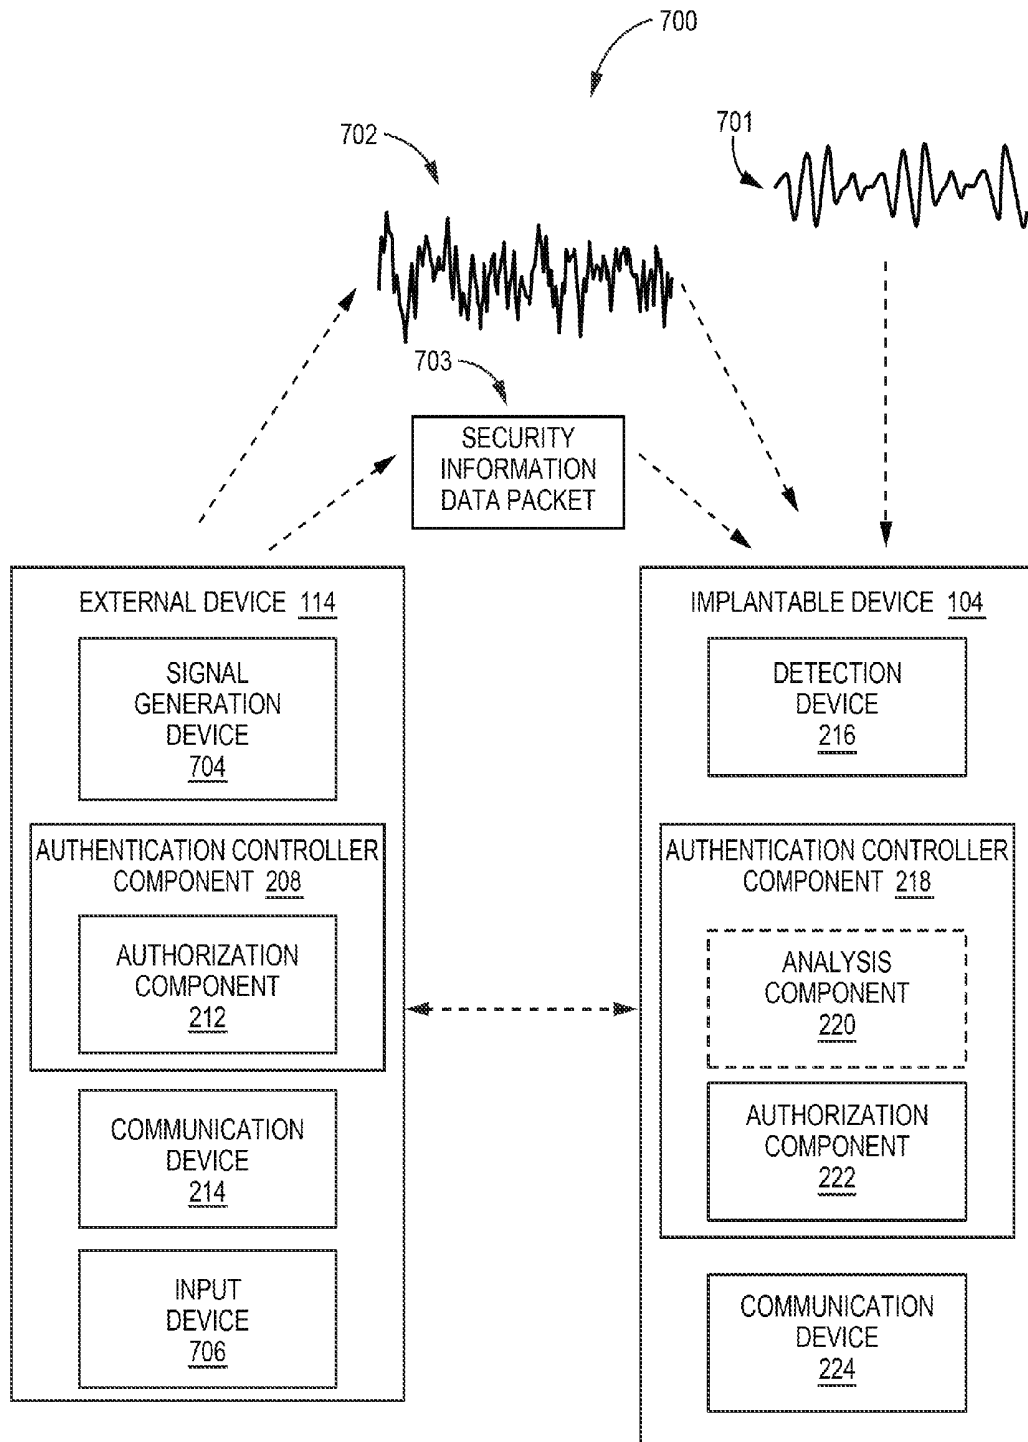 700
702
701
703
SECURITY
INFORMATION
DATA PACKET
EXTERNAL DEVICE 114
SIGNAL
GENERATION
DEVICE
704
AUTHENTICATION CONTROLLER
COMPONENT 208
AUTHORIZATION
COMPONENT
212
COMMUNICATION
DEVICE
214
INPUT
DEVICE
706
IMPLANTABLE DEVICE 104
DETECTION
DEVICE
216
AUTHENTICATION CONTROLLER
COMPONENT 218
ANALYSIS
COMPONENT
220
AUTHORIZATION
COMPONENT
222
COMMUNICATION
DEVICE
224